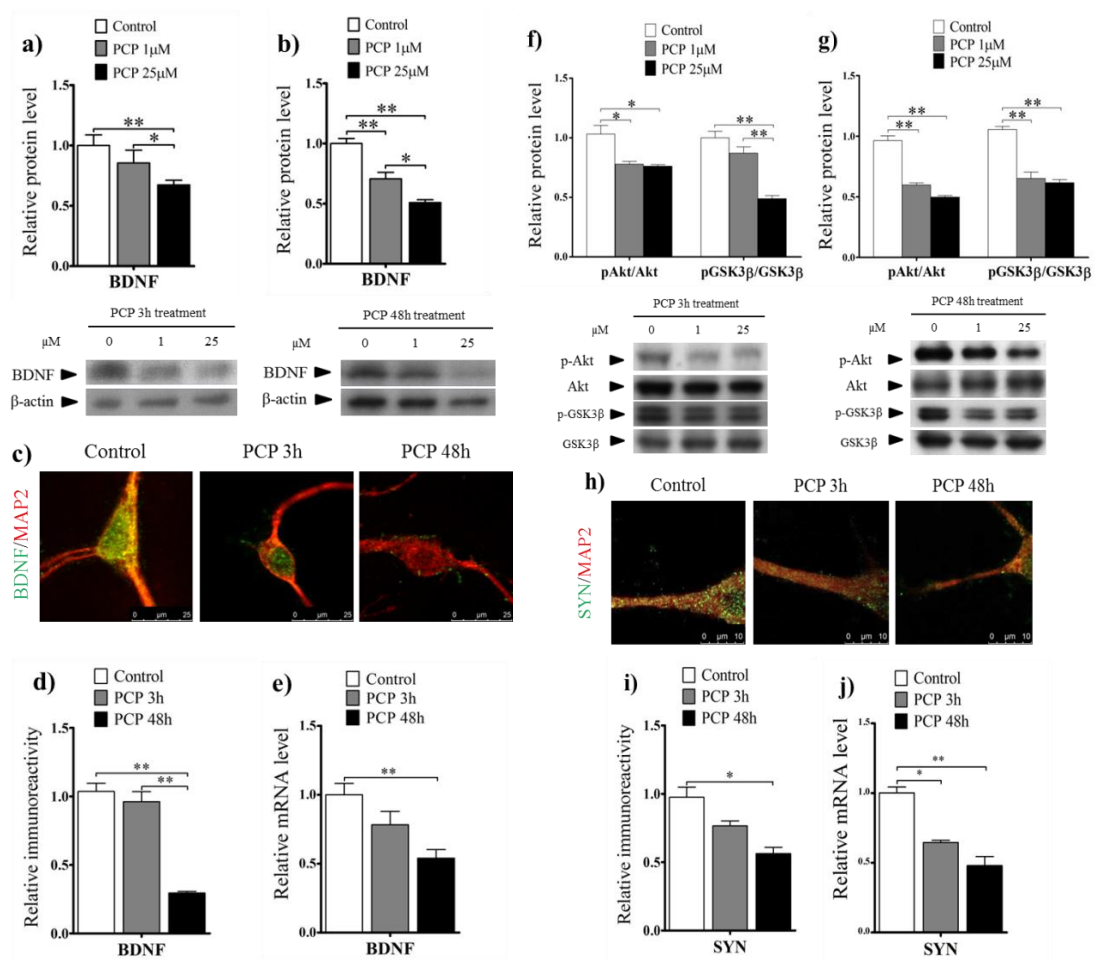 a)
Control
PCP 1μM
PCP 25μM
Relative protein level
1.5
1.0
0.5
0.0
**
*
BDNF
b)
Control
PCP 1μM
PCP 25μM
Relative protein level
1.5
1.0
0.5
0.0
**
**
*
BDNF
PCP 3h treatment
μM 0 1 25
BDNF
β-actin
PCP 48h treatment
μM 0 1 25
BDNF
β-actin
c)
Control PCP 3h PCP 48h
BDNF/MAP2
0 μm 25
0 μm 25
0 μm 25
d)
Control
PCP 3h
PCP 48h
Relative immunoreactivity
1.5
1.0
0.5
0.0
**
**
BDNF
e)
Control
PCP 3h
PCP 48h
Relative mRNA level
1.5
1.0
0.5
0.0
**
BDNF
f)
Control
PCP 1μM
PCP 25μM
Relative protein level
1.5
1.0
0.5
0.0
*
*
**
**
pAkt/Akt pGSK3β/GSK3β
g)
Control
PCP 1μM
PCP 25μM
Relative protein level
1.5
1.0
0.5
0.0
**
**
**
**
pAkt/Akt pGSK3β/GSK3β
PCP 3h treatment
μM 0 1 25
p-Akt
Akt
p-GSK3β
GSK3β
PCP 48h treatment
μM 0 1 25
p-Akt
Akt
p-GSK3β
GSK3β
h)
Control PCP 3h PCP 48h
SYN/MAP2
0 μm 10
0 μm 10
0 μm 10
i)
Control
PCP 3h
PCP 48h
Relative immunoreactivity
1.5
1.0
0.5
0.0
*
SYN
j)
Control
PCP 3h
PCP 48h
Relative mRNA level
1.5
1.0
0.5
0.0
**
*
SYN